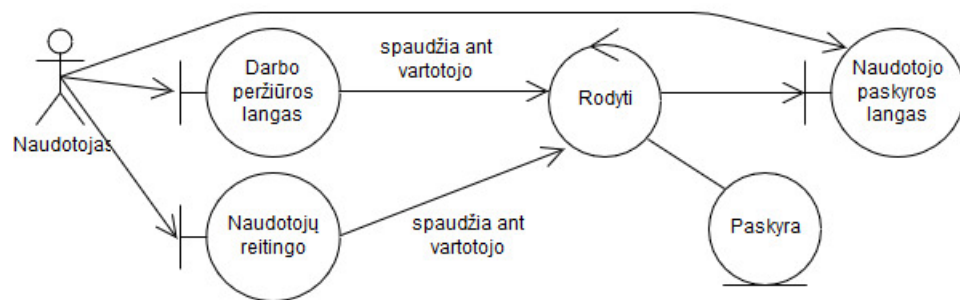 Naudotojas
Darbo
peržiūros
langas
spaudžia ant
vartotojo
Rodyti
Naudotojo
paskyros
langas
Naudotojų
reitingo
spaudžia ant
vartotojo
Paskyra